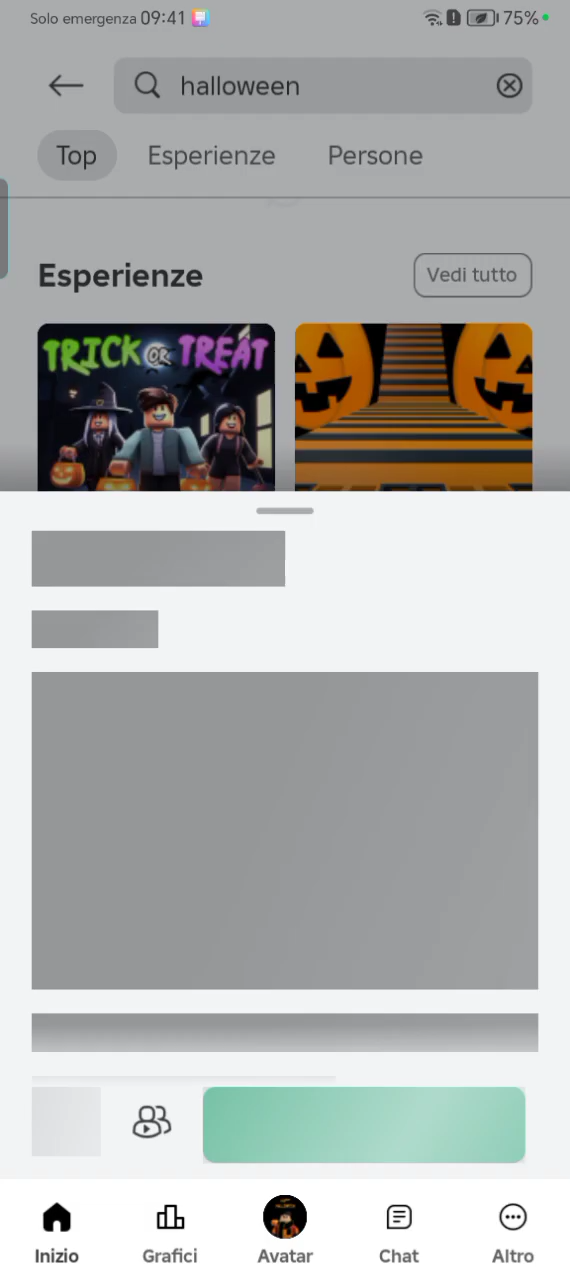 Solo emergenza 09:41
75%
halloween
Top
Esperienze
Persone
Esperienze
Vedi tutto
TRICK OR TREAT
Inizio
Grafici
Avatar
Chat
Altro